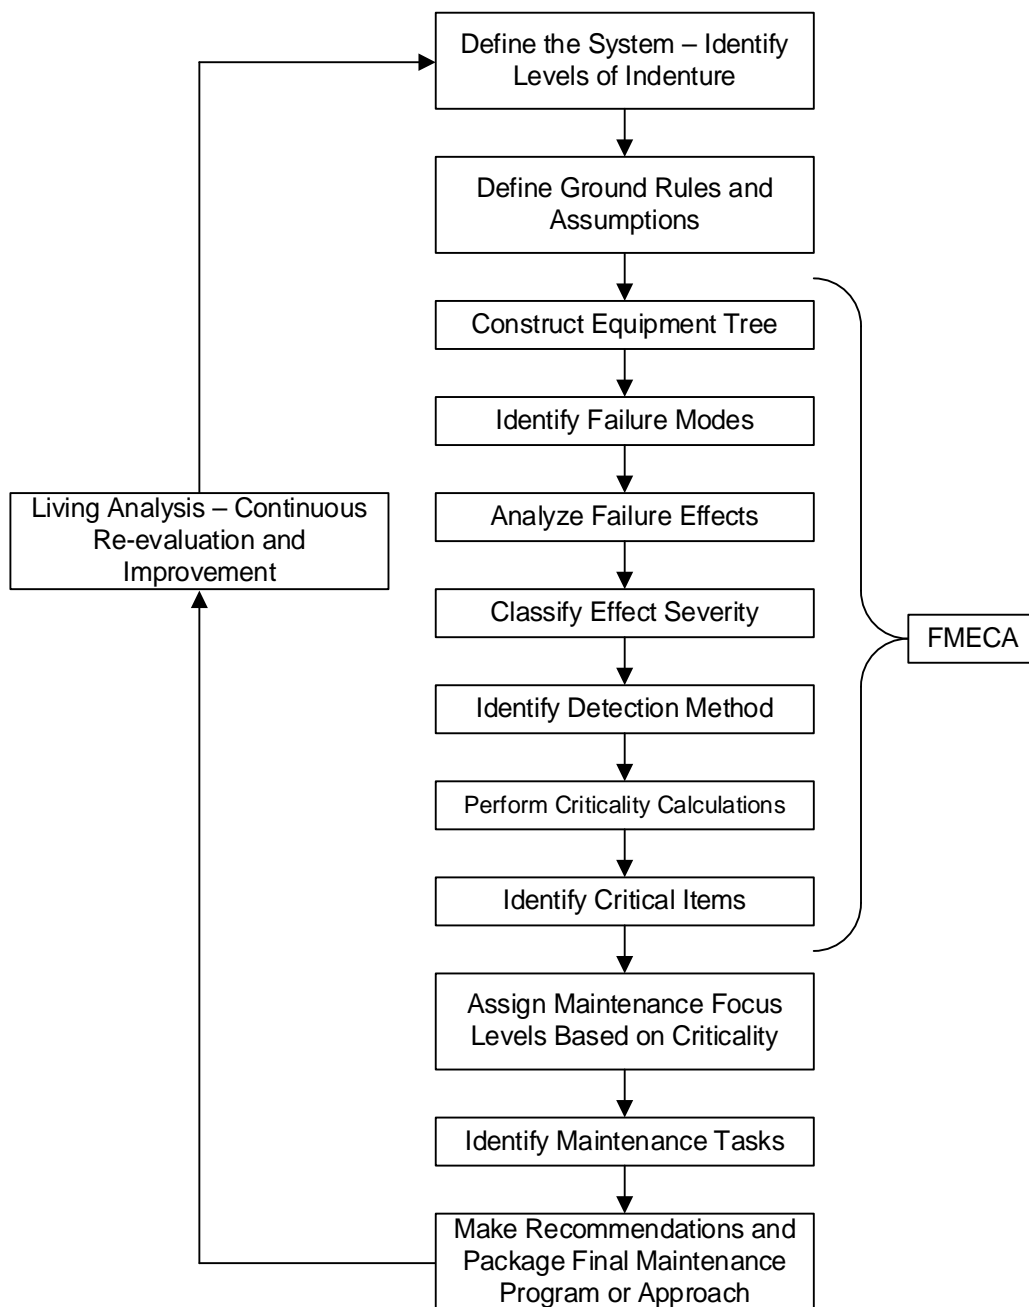 Define the System – Identify
Levels of Indenture
Define Ground Rules and
Assumptions
Construct Equipment Tree
Identify Failure Modes
Analyze Failure Effects
Living Analysis – Continuous
Re-evaluation and
Improvement
Classify Effect Severity
FMECA
Identify Detection Method
Perform Criticality Calculations
Identify Critical Items
Assign Maintenance Focus
Levels Based on Criticality
Identify Maintenance Tasks
Make Recommendations and
Package Final Maintenance
Program or Approach